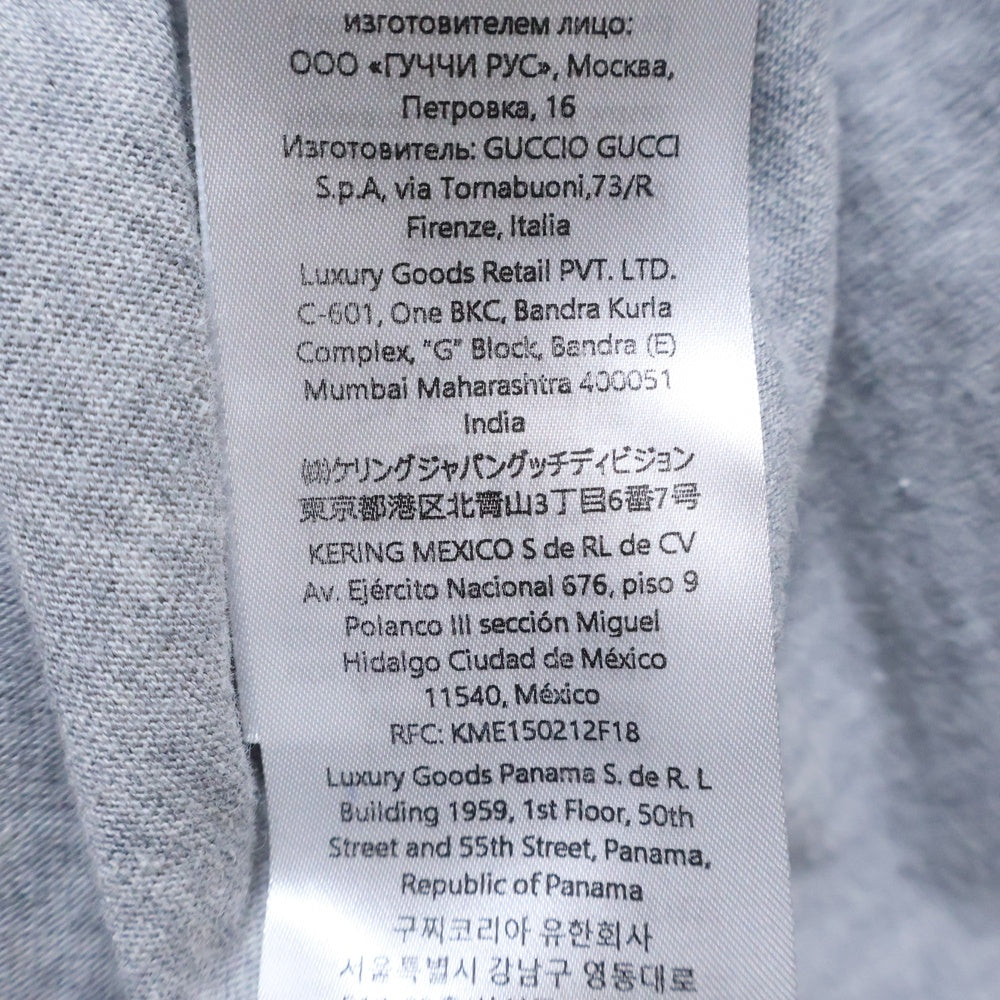 изготовителем лицо:
ООО «ГУЧЧИ РУС», Москва,
Петровка, 16
Изготовитель: GUCCIO GUCCI
S.p.A, via Tornabuoni,73/R
Firenze, Italia
Luxury Goods Retail PVT. LTD.
C-601, One BKC, Bandra Kurla
Complex, "G" Block, Bandra (E)
Mumbai Maharashtra 400051
India
㈱ケリングジャパングッチディビジョン
東京都港区北青山3丁目6番7号
KERING MEXICO S de RL de CV
Av. Ejército Nacional 676, piso 9
Polanco III sección Miguel
Hidalgo Ciudad de México
11540, México
RFC: KME150212F18
Luxury Goods Panama S. de R. L
Building 1959, 1st Floor, 50th
Street and 55th Street, Panama,
Republic of Panama
구찌코리아 유한회사
서울특별시 강남구 영동대로